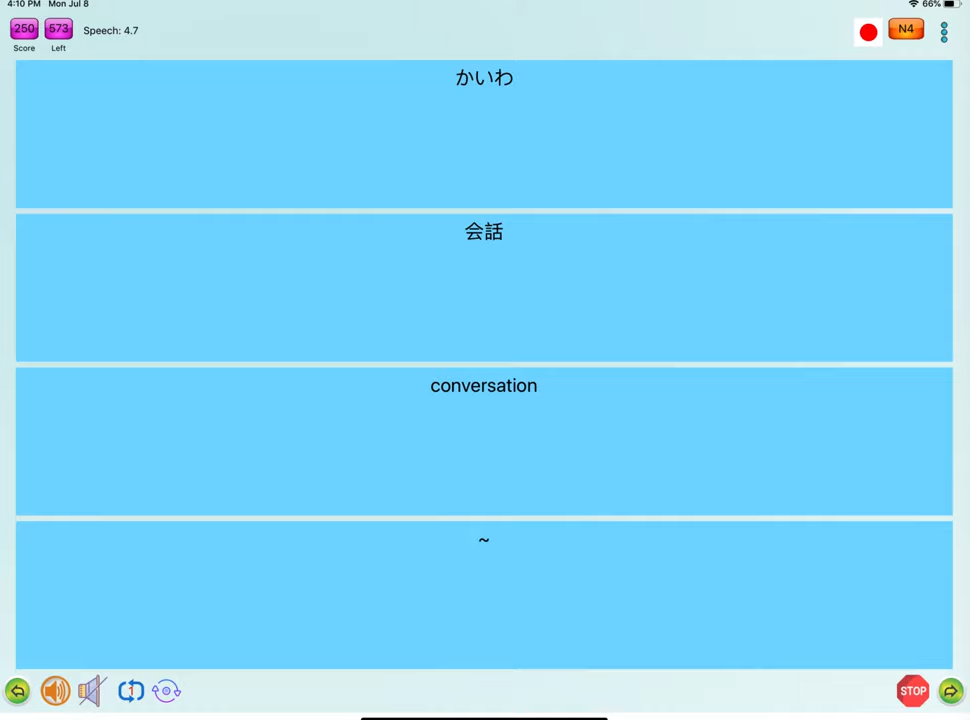 4:10 PM Mon Jul 8
66%
250 573 Speech: 4.7
N4
Score Left
かいわ
会話
conversation
~
1
STOP